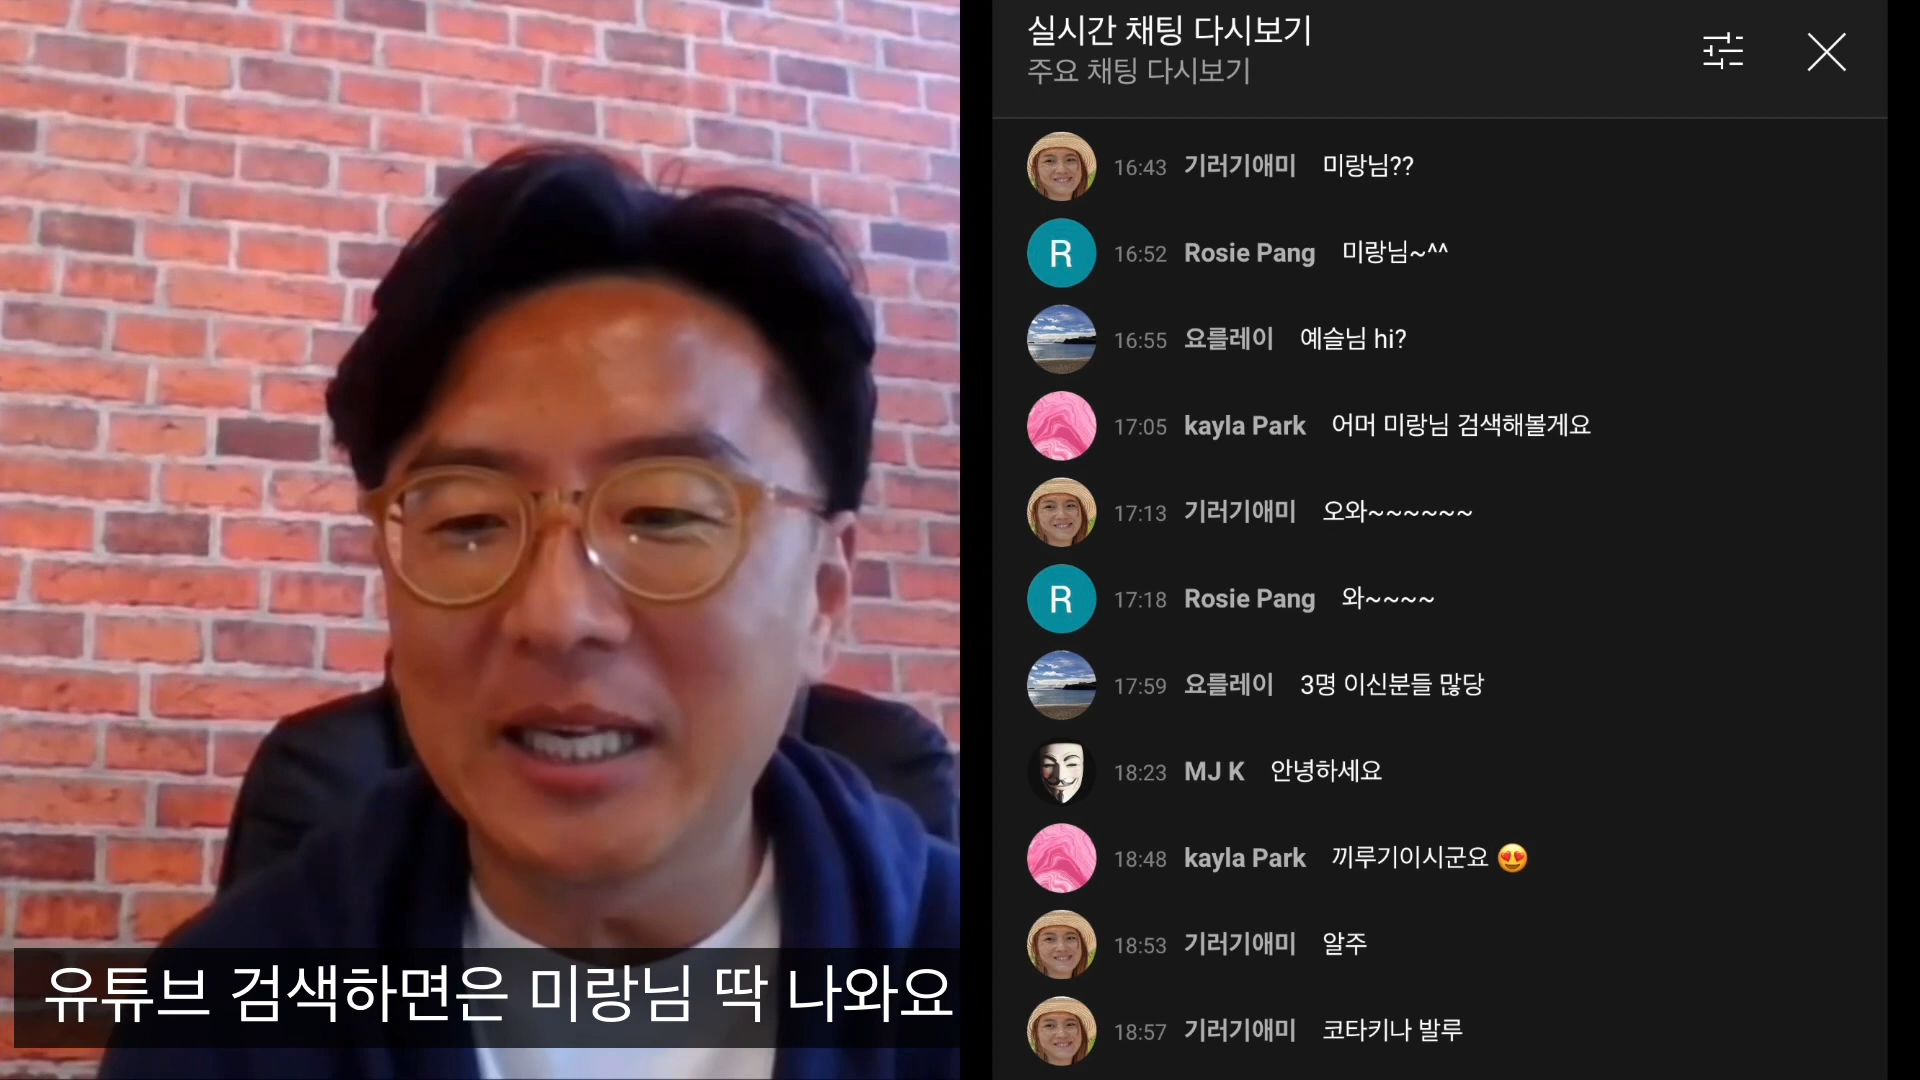 실시간 채팅 다시보기
주요 채팅 다시보기
16:43 기러기애미 미랑님??
R 16:52 Rosie Pang 미랑님~^^
16:55 요를레이 예슬님 hi?
17:05 kayla Park 어머 미랑님 검색해볼게요
17:13 기러기애미 오와~~~~~~
R 17:18 Rosie Pang 와~~~~
17:59 요를레이 3명 이신분들 많당
18:23 MJ K 안녕하세요
18:48 kayla Park 끼루기이시군요 😍
18:53 기러기애미 알주
18:57 기러기애미 코타키나 발루
유튜브 검색하면은 미랑님 딱 나와요